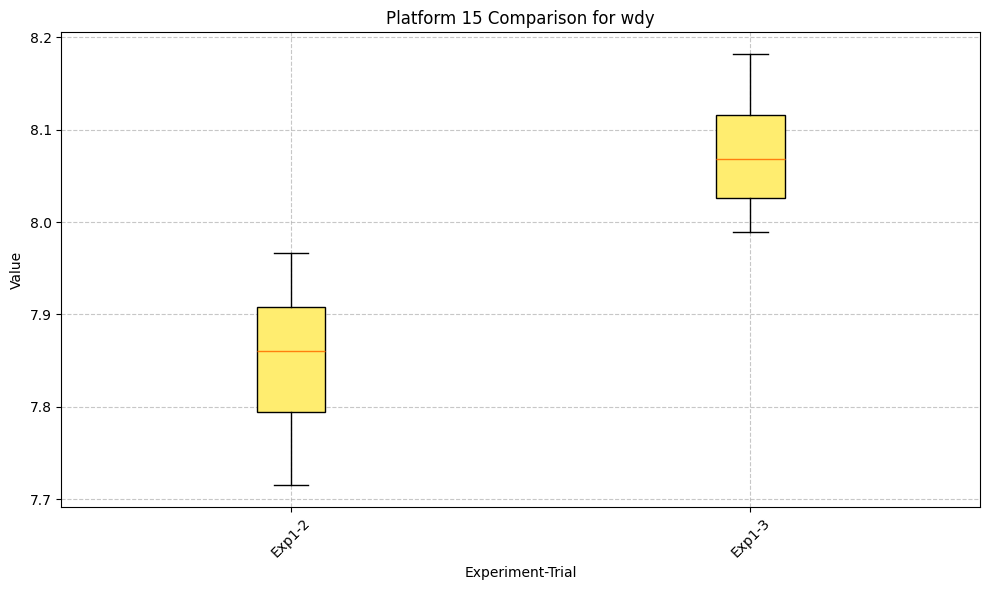 Platform 15 Comparison for wdy
8.2
8.1
8.0
7.9
7.8
7.7
Value
Exp1-2
Exp1-3
Experiment-Trial